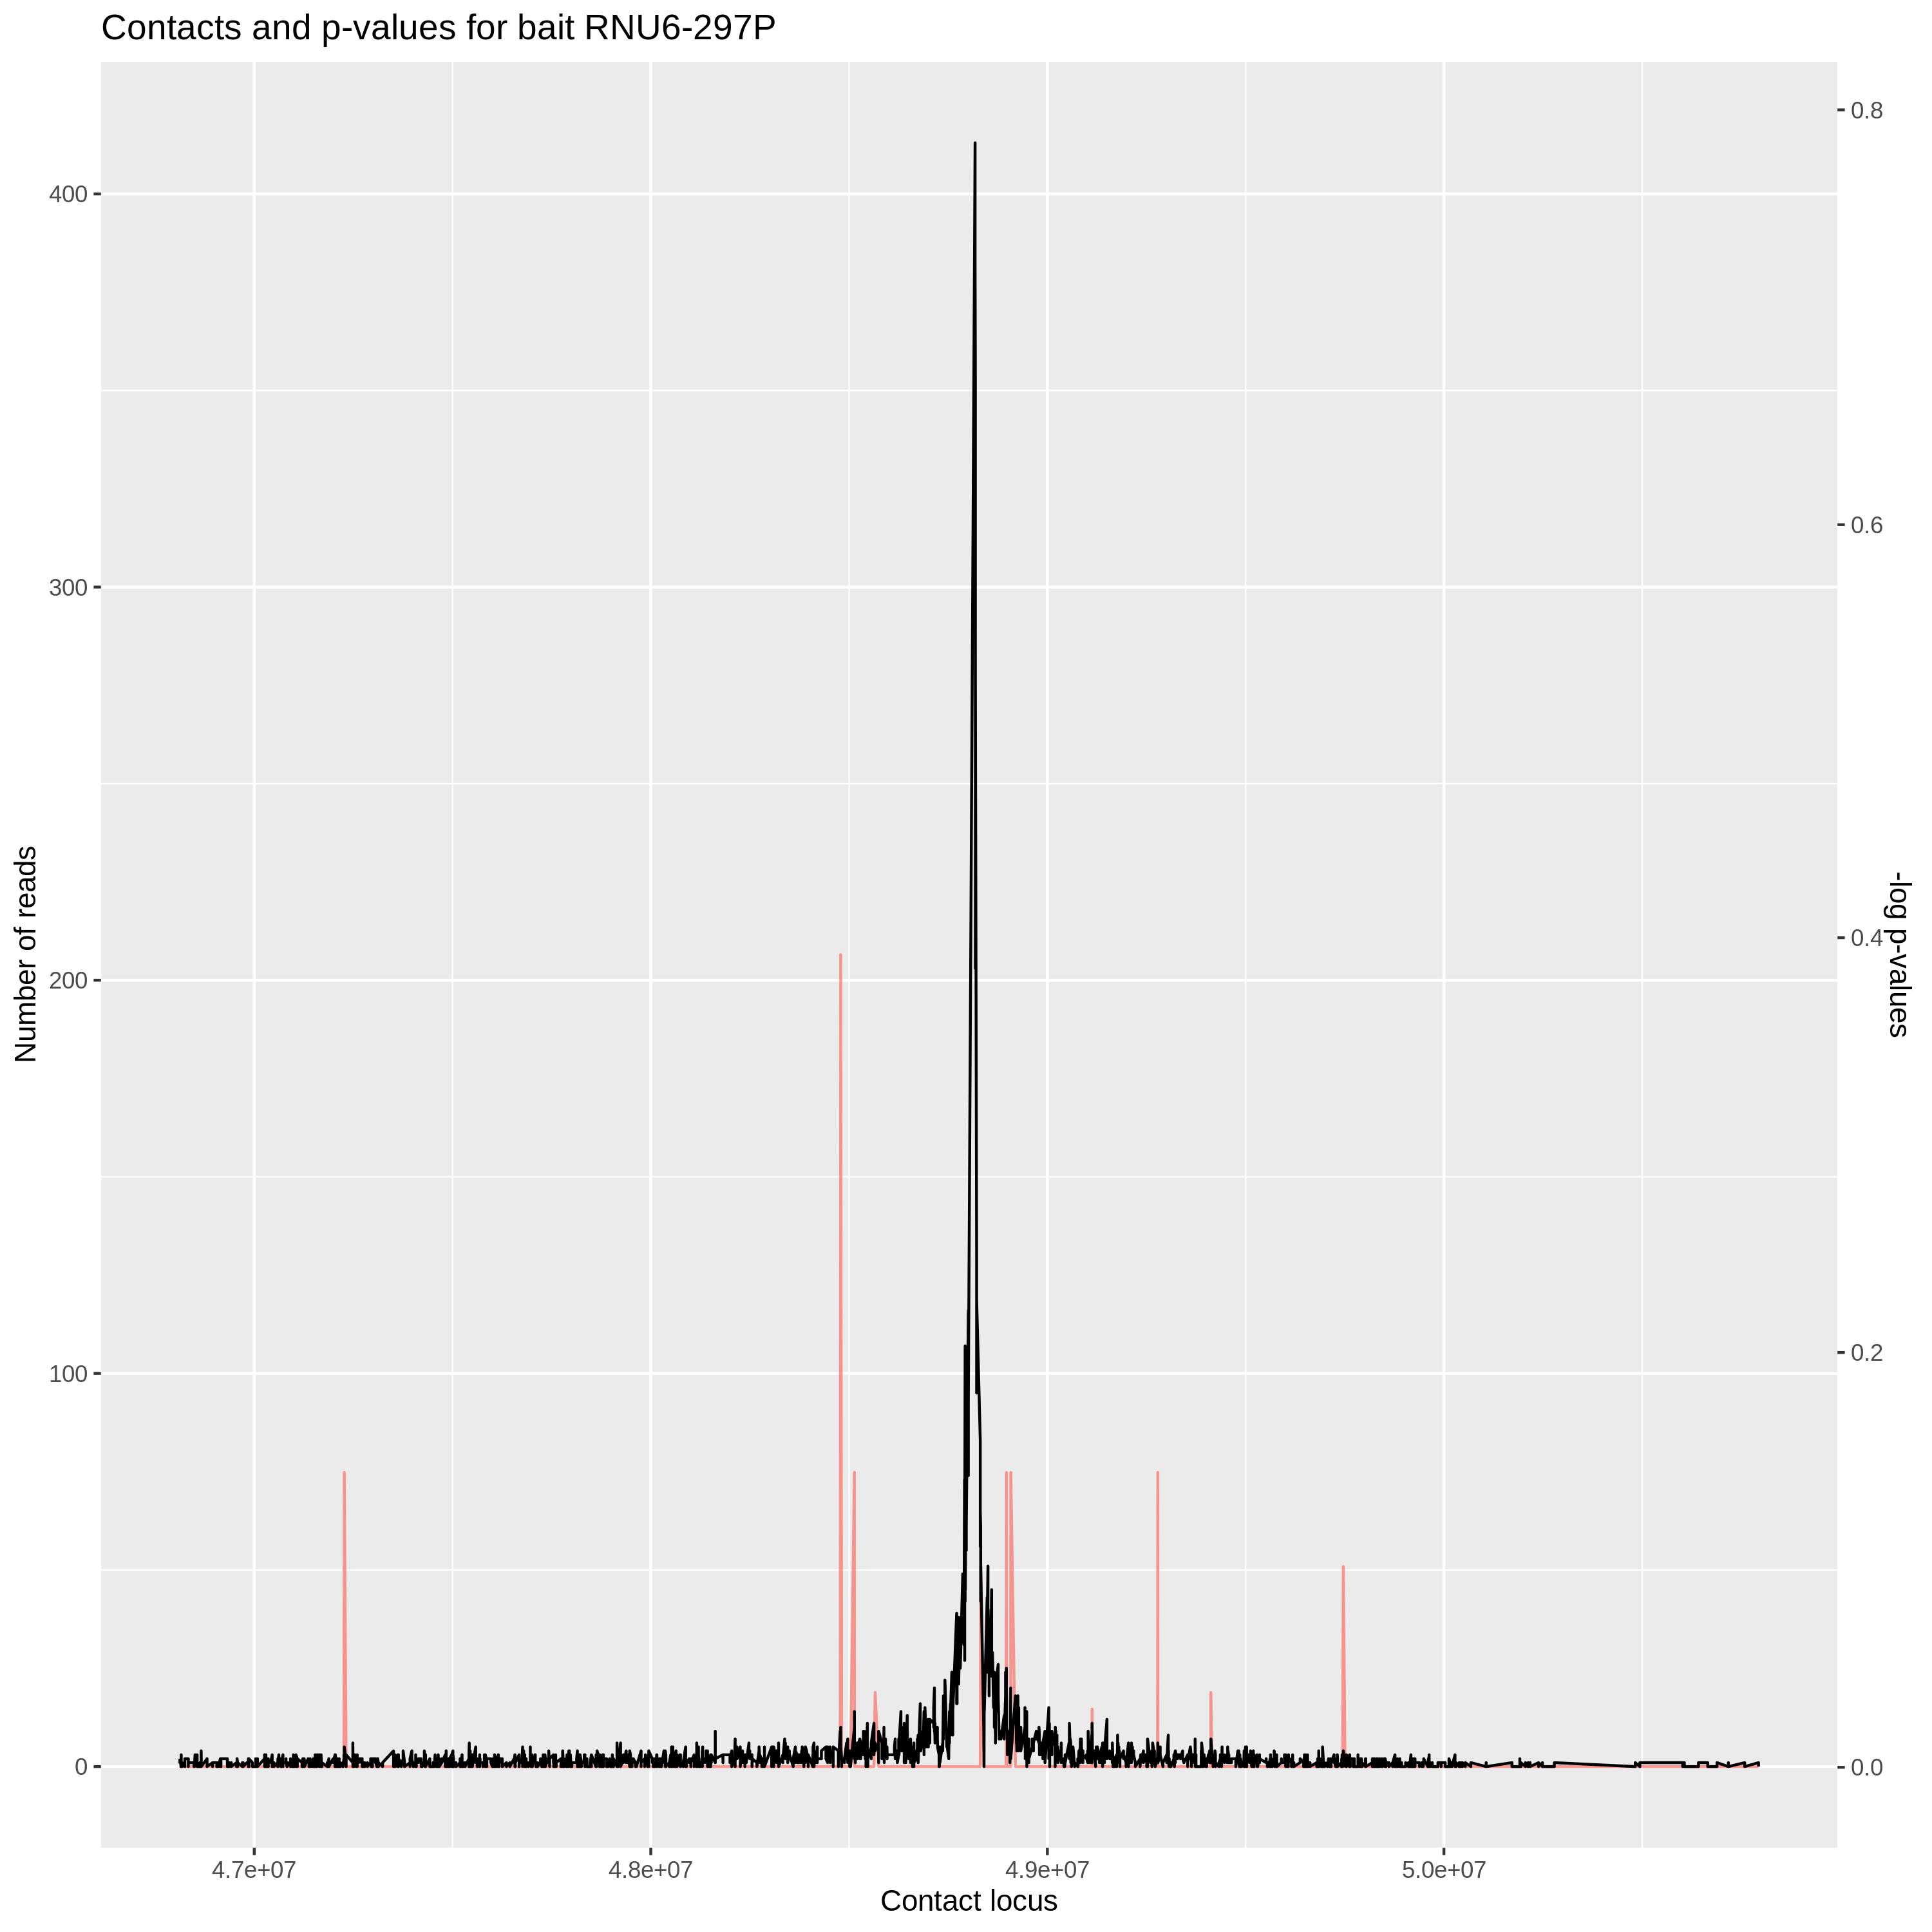 Contacts and p-values for bait RNU6-297P
Number of reads
400
300
200
100
0
0.8
0.6
0.4
0.2
0.0
-log p-values
4.7e+07
4.8e+07
4.9e+07
5.0e+07
Contact locus